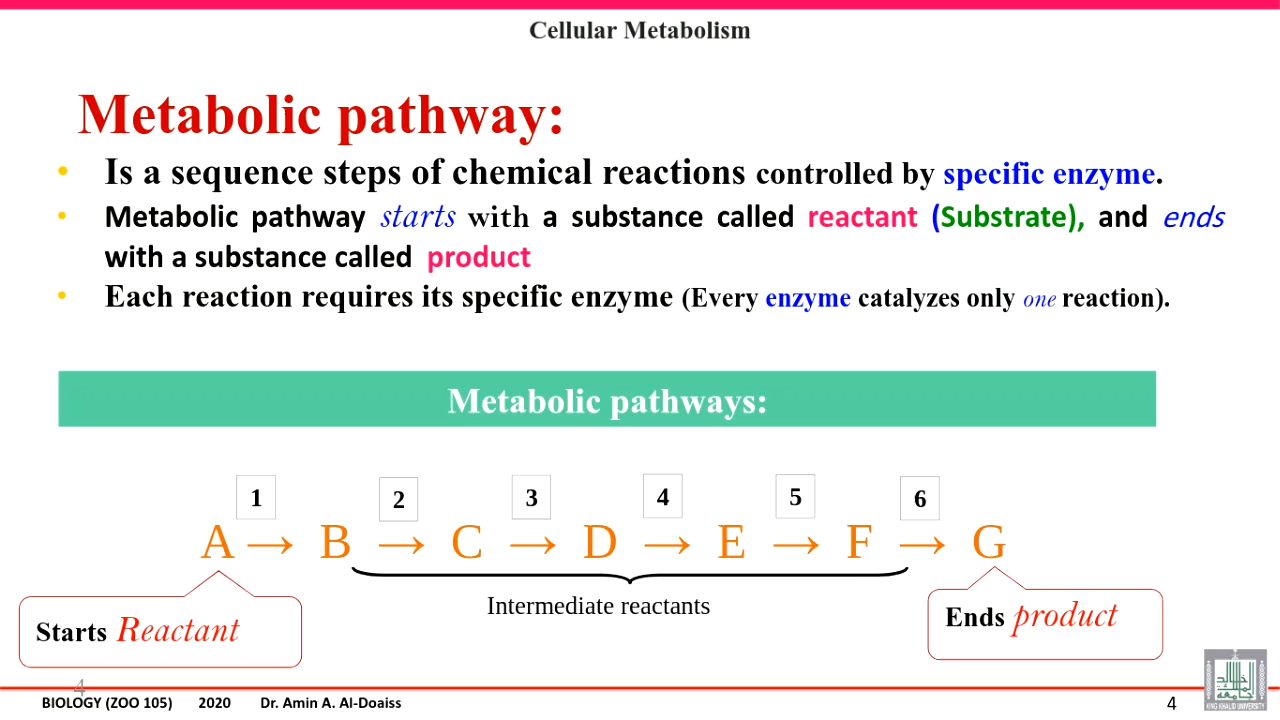 Cellular Metabolism
Metabolic pathway:
• Is a sequence steps of chemical reactions controlled by specific enzyme.
• Metabolic pathway starts with a substance called reactant (Substrate), and ends
with a substance called product
• Each reaction requires its specific enzyme (Every enzyme catalyzes only one reaction).
Metabolic pathways:
1 2 3 4 5 6
A → B → C → D → E → F → G
Intermediate reactants
Starts Reactant
Ends product
4
BIOLOGY (ZOO 105) 2020 Dr. Amin A. Al-Doaiss
4
KING KHALID UNIVERSITY